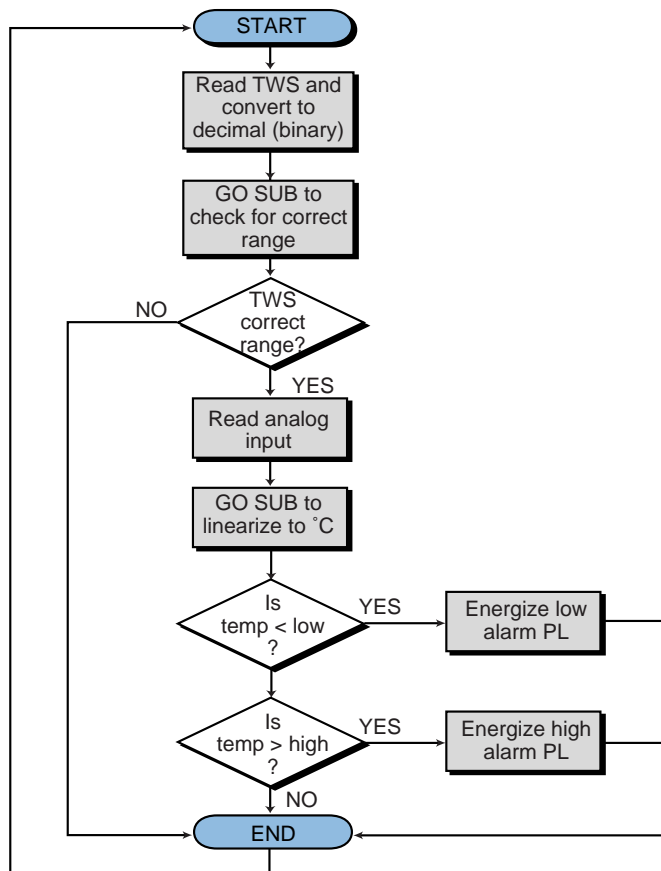 START
Read TWS and
convert to
decimal (binary)
GO SUB to
check for correct
range
NO
TWS
correct
range?
YES
Read analog
input
GO SUB to
linearize to ˚C
Is
temp < low
?
YES
Energize low
alarm PL
Is
temp > high
?
YES
Energize high
alarm PL
NO
END